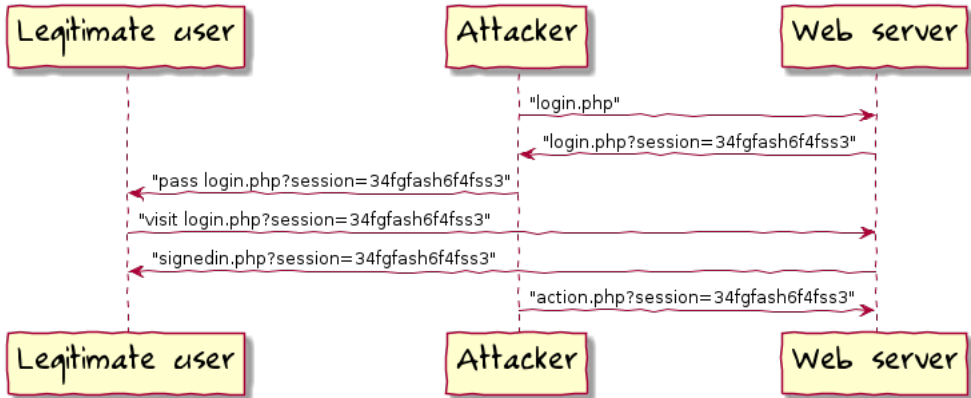 Legitimate user Attacker Web server
"login.php"
"login.php?session=34fgfash6f4fss3"
"pass login.php?session=34fgfash6f4fss3"
"visit login.php?session=34fgfash6f4fss3"
"signedin.php?session=34fgfash6f4fss3"
"action.php?session=34fgfash6f4fss3"
Legitimate user Attacker Web server